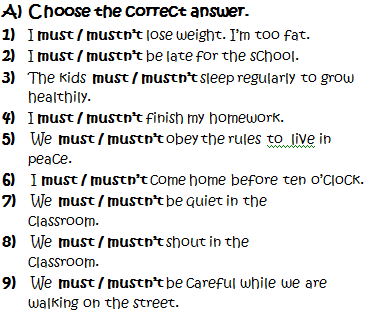 A) Choose the correct answer.
1) I must / mustn't lose weight. I'm too fat.
2) I must / mustn't be late for the school.
3) The kids must / mustn't sleep regularly to grow
healthily.
4) I must / mustn't finish my homework.
5) We must / mustn't obey the rules to live in
peace.
6) I must / mustn't come home before ten o'clock.
7) We must / mustn't be quiet in the
classroom.
8) We must / mustn't shout in the
classroom.
9) We must / mustn't be careful while we are
walking on the street.